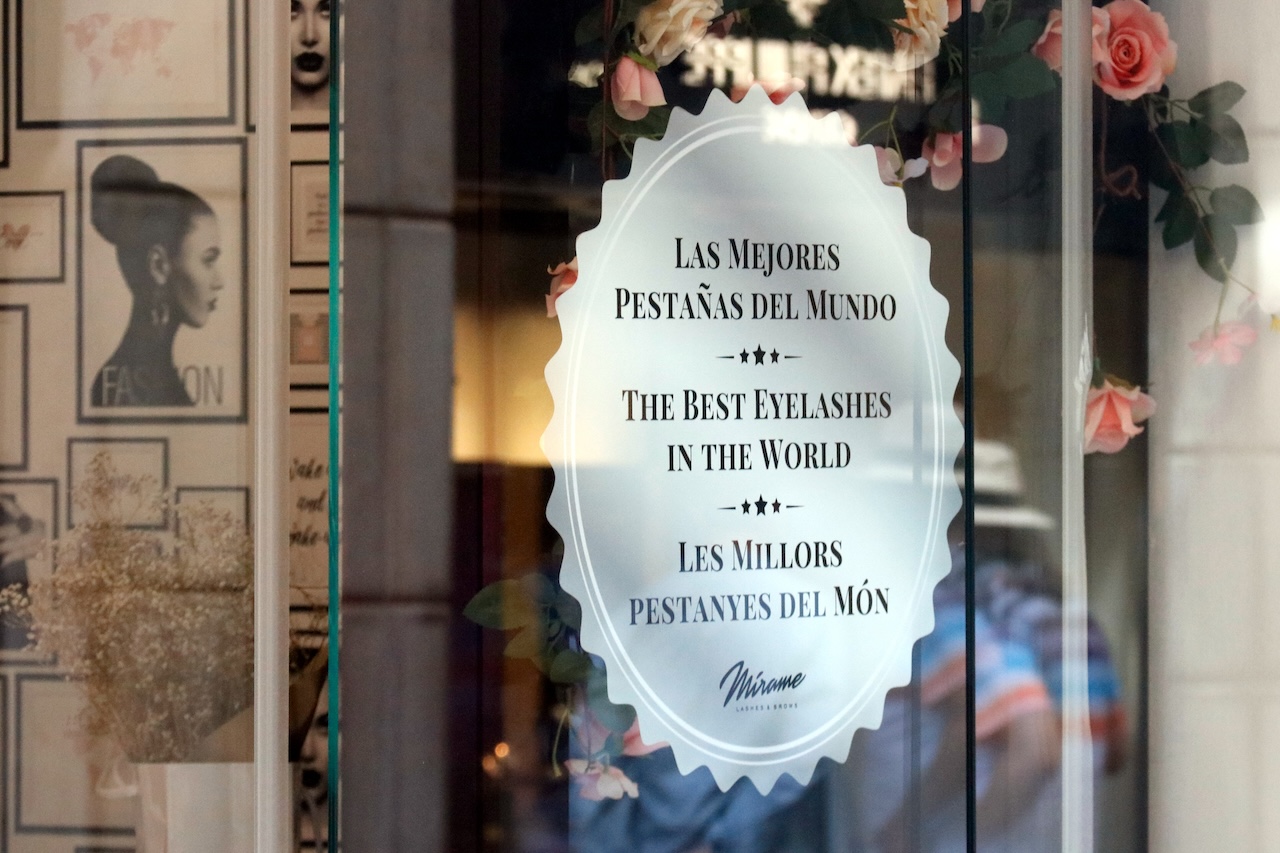 FASHION
Las Mejores
Pestañas del Mundo
The Best Eyelashes
in the World
Les Millors
pestanyes del Món
Mírame
LASHES & BROWS